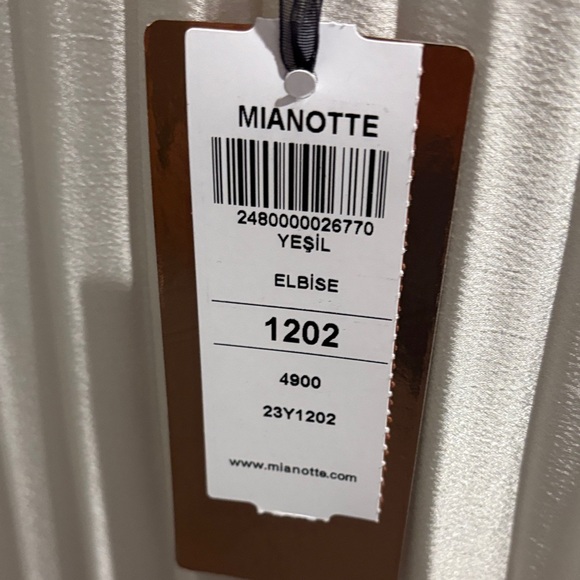 MIANOTTE
2480000026770
YEŞİL
ELBİSE
1202
4900
23Y1202
www.mianotte.com